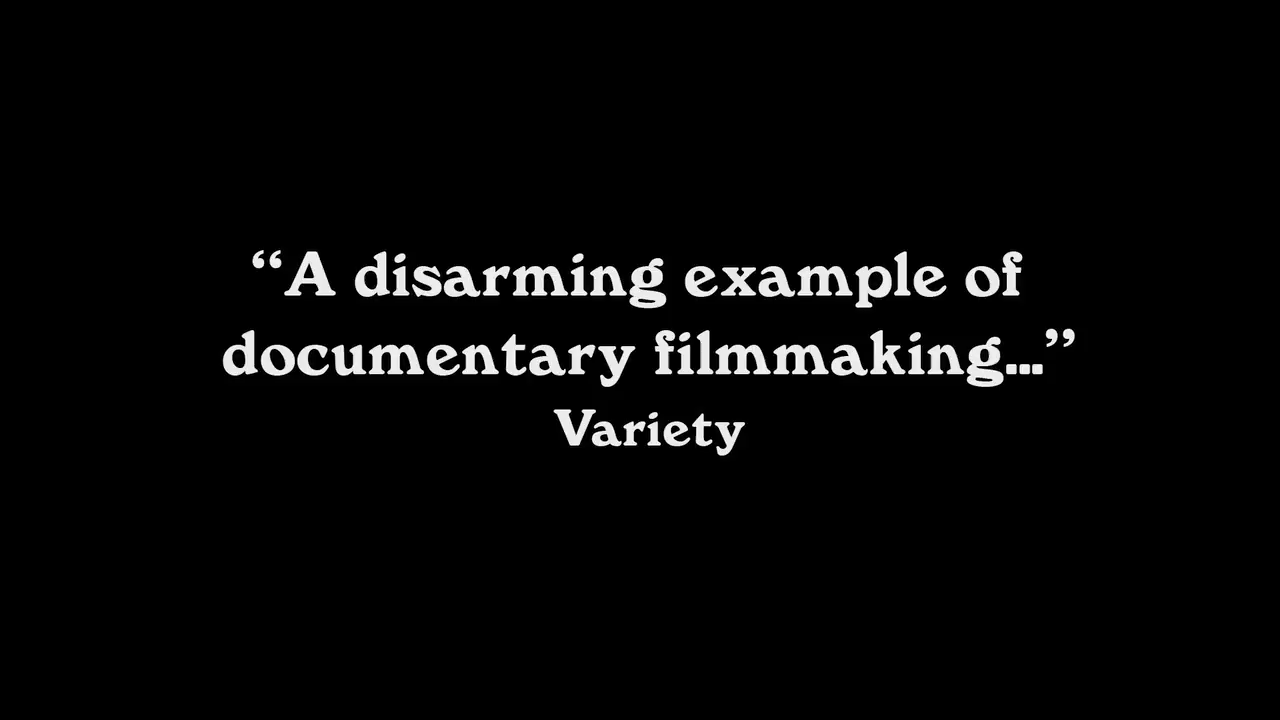 “A disarming example of
documentary filmmaking...”
Variety